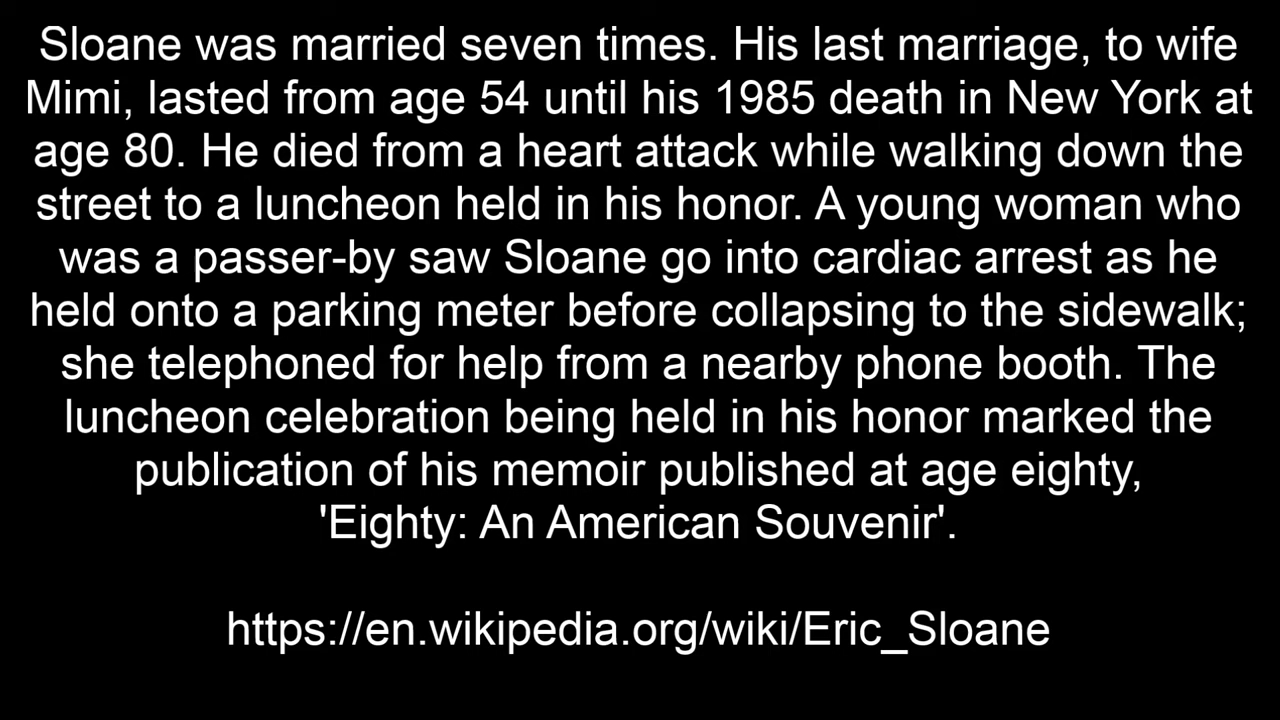 Sloane was married seven times. His last marriage, to wife
Mimi, lasted from age 54 until his 1985 death in New York at
age 80. He died from a heart attack while walking down the
street to a luncheon held in his honor. A young woman who
was a passer-by saw Sloane go into cardiac arrest as he
held onto a parking meter before collapsing to the sidewalk;
she telephoned for help from a nearby phone booth. The
luncheon celebration being held in his honor marked the
publication of his memoir published at age eighty,
'Eighty: An American Souvenir'.
https://en.wikipedia.org/wiki/Eric_Sloane